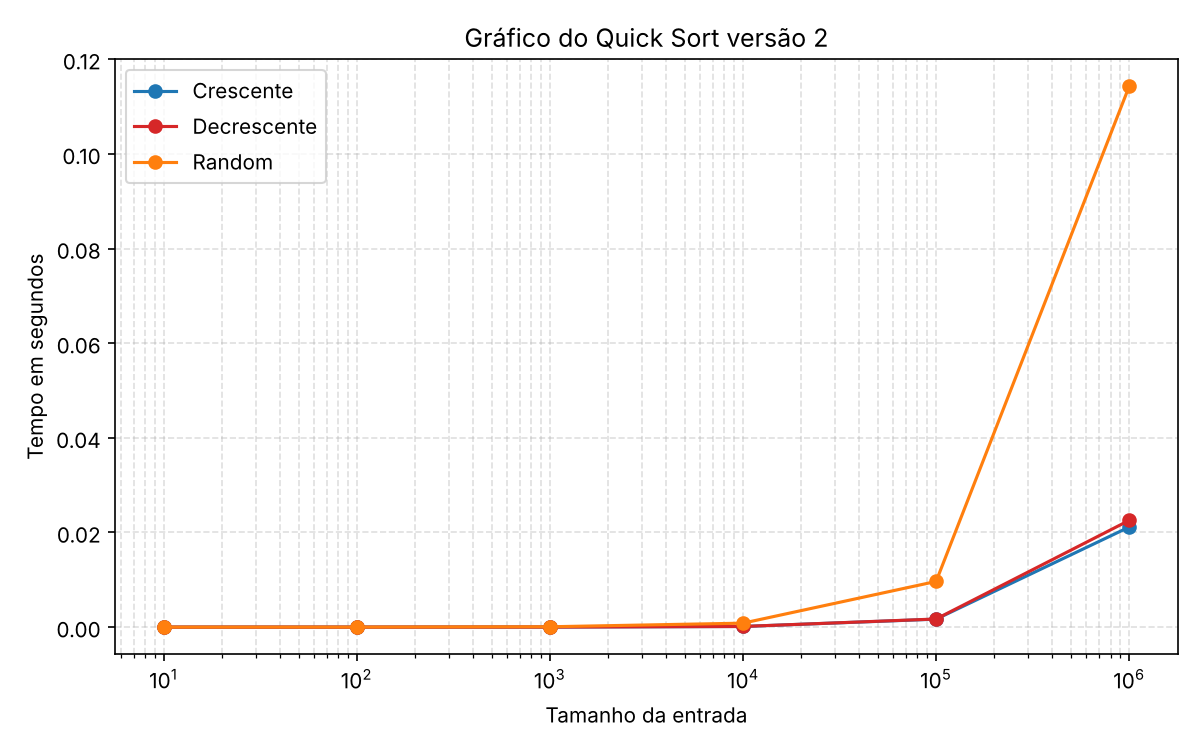 Gráfico do Quick Sort versão 2
Crescente
Decrescente
Random
Tempo em segundos
0.12
0.10
0.08
0.06
0.04
0.02
0.00
10¹ 10² 10³ 10⁴ 10⁵ 10⁶
Tamanho da entrada